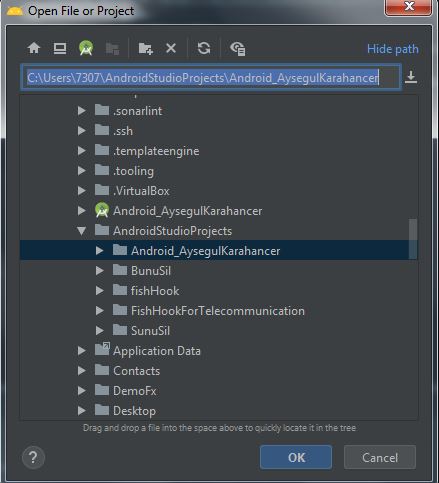 Open File or Project
Hide path
C:\Users\7307\AndroidStudioProjects\Android_AysegulKarahancer
.sonarlint
.ssh
.templateengine
.tooling
.VirtualBox
Android_AysegulKarahancer
AndroidStudioProjects
Android_AysegulKarahancer
BunuSil
fishHook
FishHookForTelecommunication
SunuSil
Application Data
Contacts
DemoFx
Desktop
Drag and drop a file into the space above to quickly locate it in the tree
?
OK
Cancel